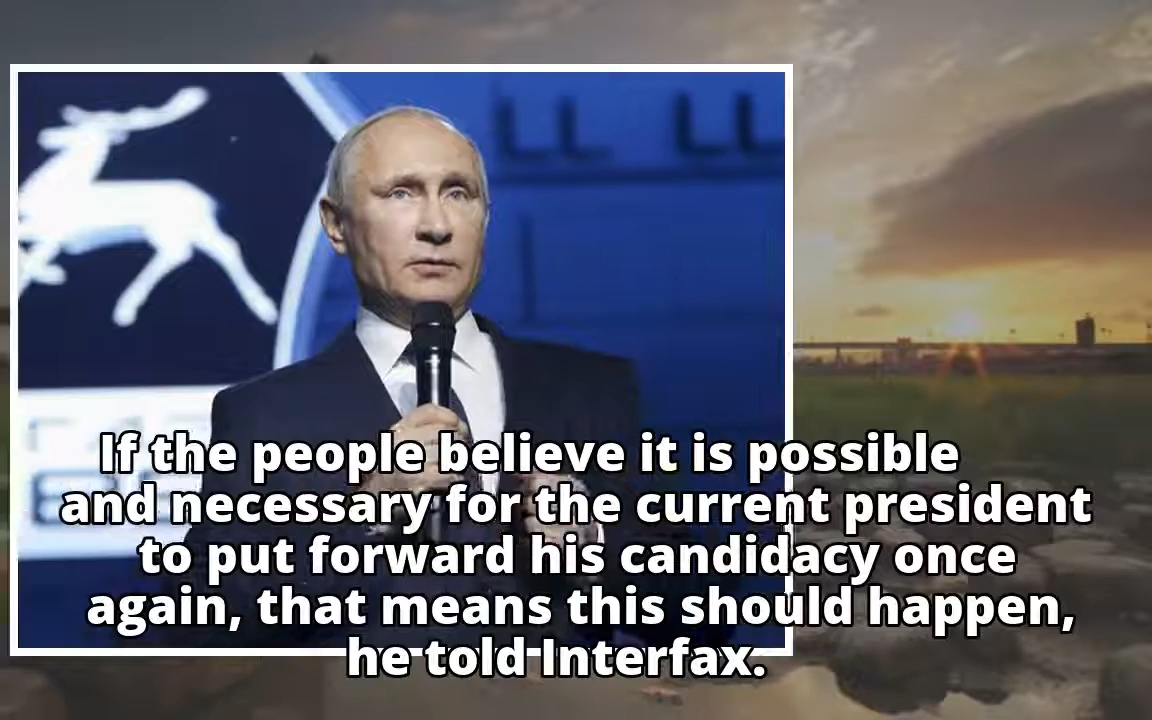 If the people believe it is possible
and necessary for the current president
to put forward his candidacy once
again, that means this should happen,
he told Interfax.